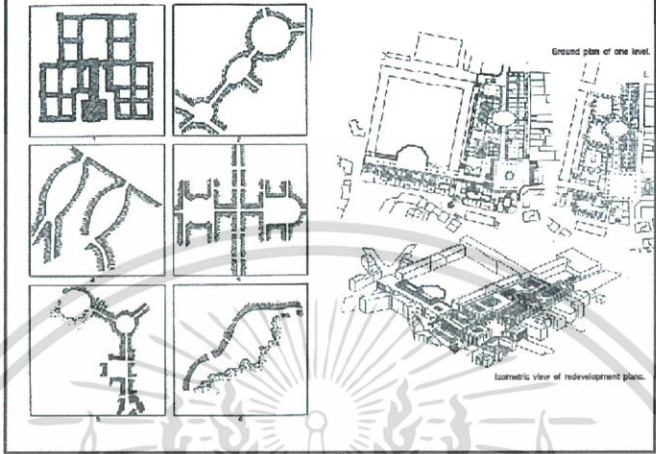 Ground plan of one level.
Isometric view of redevelopment plans.